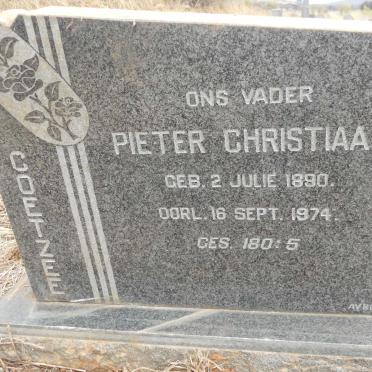 COETZEE
ONS VADER
PIETER CHRISTIAA
GEB. 2 JULIE 1890.
OORL. 16 SEPT. 1974.
GES. 180: 5